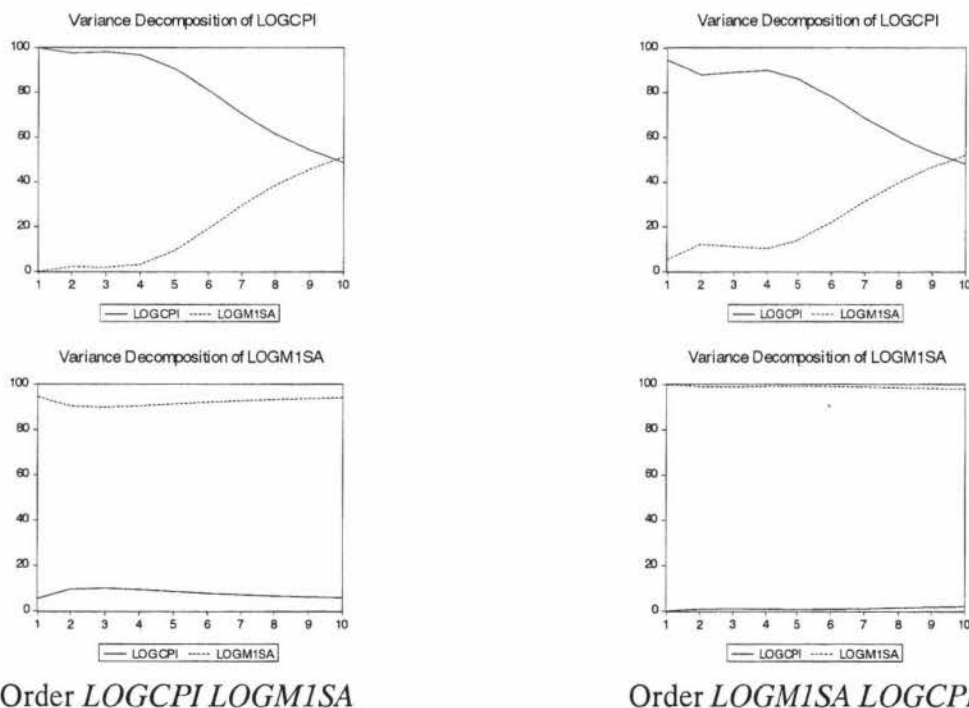 Variance Decomposition of LOGCPI
100
80
60
40
20
0
1 2 3 4 5 6 7 8 9 10
LOGCPI LOGM1SA
Variance Decomposition of LOGCPI
100
80
60
40
20
0
1 2 3 4 5 6 7 8 9 10
LOGCPI LOGM1SA
Variance Decomposition of LOGM1SA
100
80
60
40
20
0
1 2 3 4 5 6 7 8 9 10
LOGCPI LOGM1SA
Variance Decomposition of LOGM1SA
100
80
60
40
20
0
1 2 3 4 5 6 7 8 9 10
LOGCPI LOGM1SA
Order LOGCPI LOGM1SA
Order LOGM1SA LOGCPI